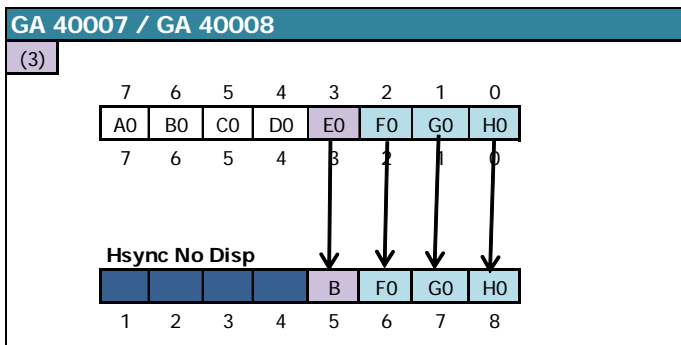 GA 40007 / GA 40008
(3)
7 6 5 4 3 2 1 0
A0 B0 C0 D0 E0 F0 G0 H0
7 6 5 4 3 2 1 0
Hsync No Disp
B F0 G0 H0
1 2 3 4 5 6 7 8